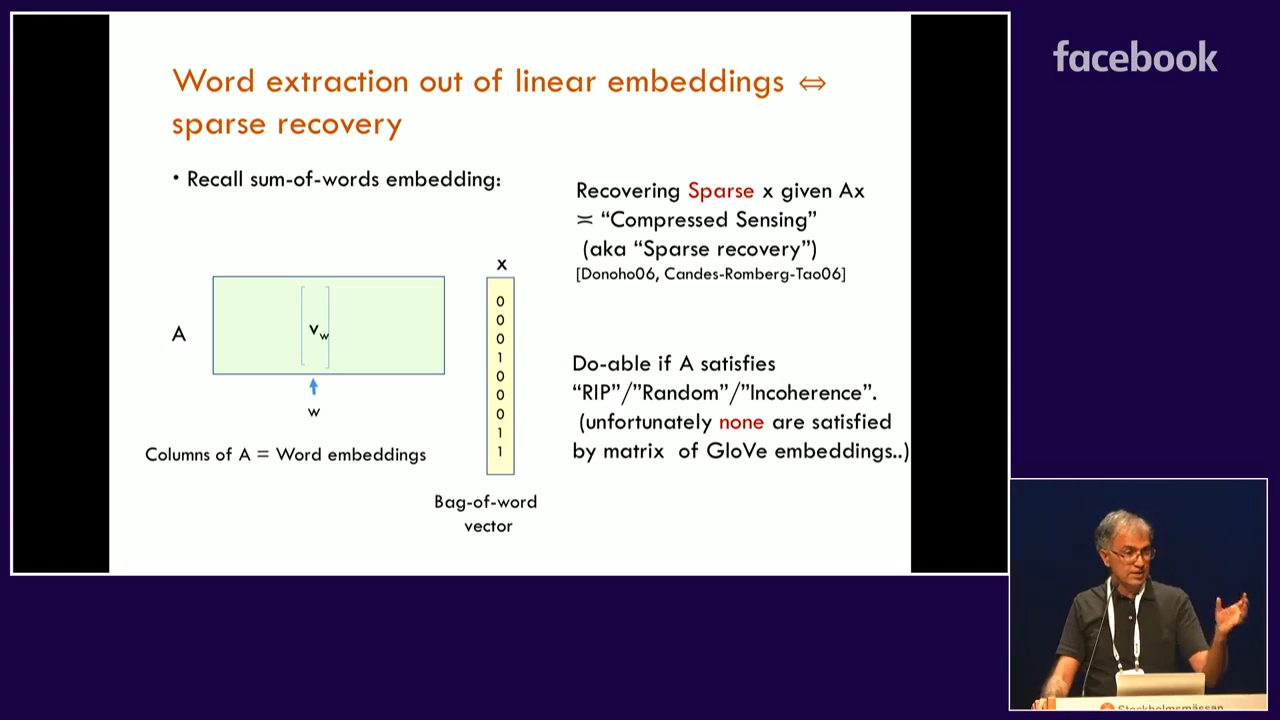 facebook
Word extraction out of linear embeddings ⇔
sparse recovery
• Recall sum-of-words embedding:
Recovering Sparse x given Ax
≍ “Compressed Sensing”
(aka “Sparse recovery”)
[Donoho06, Candes-Romberg-Tao06]
x
A
v_w
0
0
0
1
0
0
0
1
1
w
Columns of A = Word embeddings
Bag-of-word
vector
Do-able if A satisfies
“RIP”/”Random”/”Incoherence”.
(unfortunately none are satisfied
by matrix of GloVe embeddings..)
Stockholmsmässan